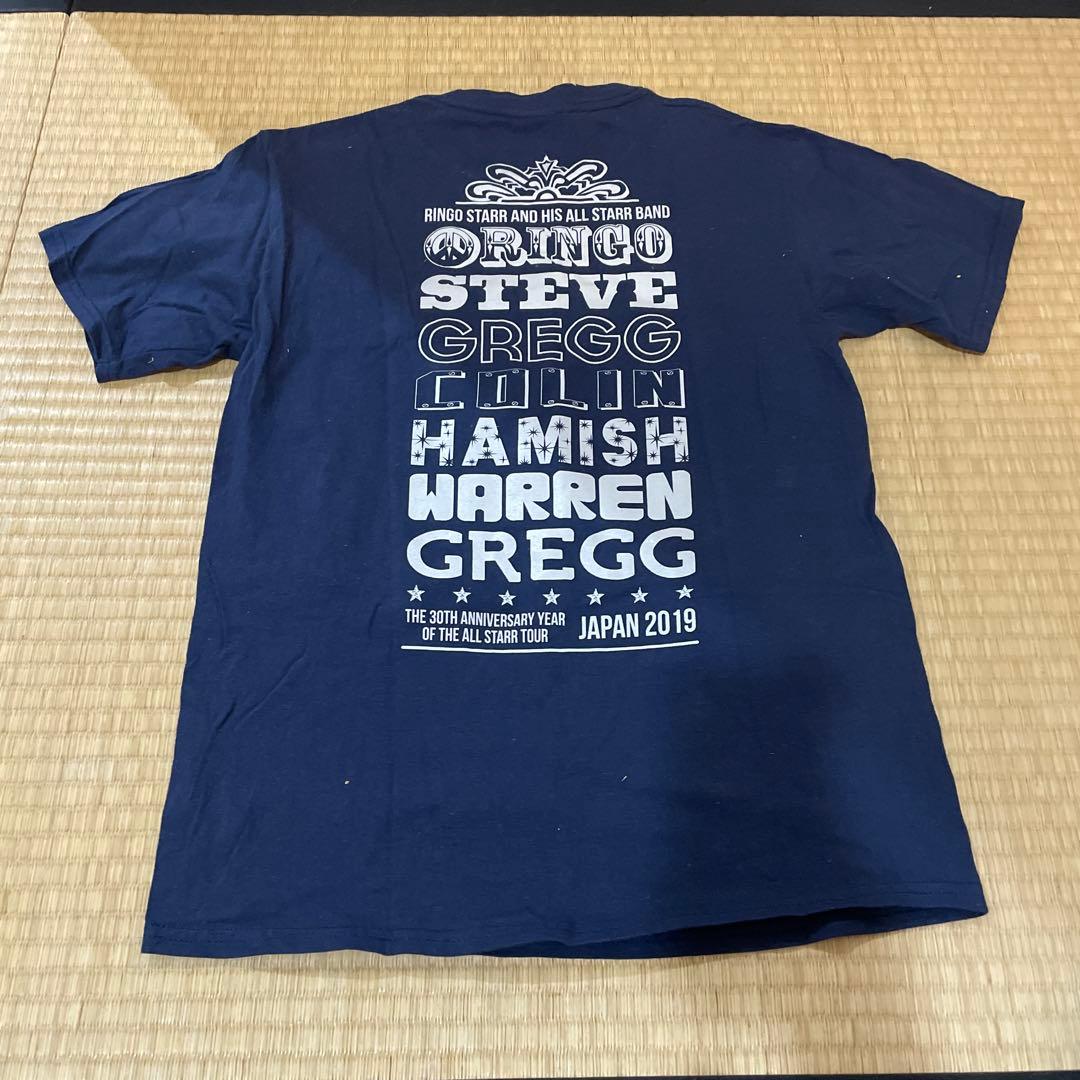 RINGO STARR AND HIS ALL STARR BAND
RINGO
STEVE
GREGG
COLIN
HAMISH
WARREN
GREGG
THE 30TH ANNIVERSARY YEAR
OF THE ALL STARR TOUR
JAPAN 2019